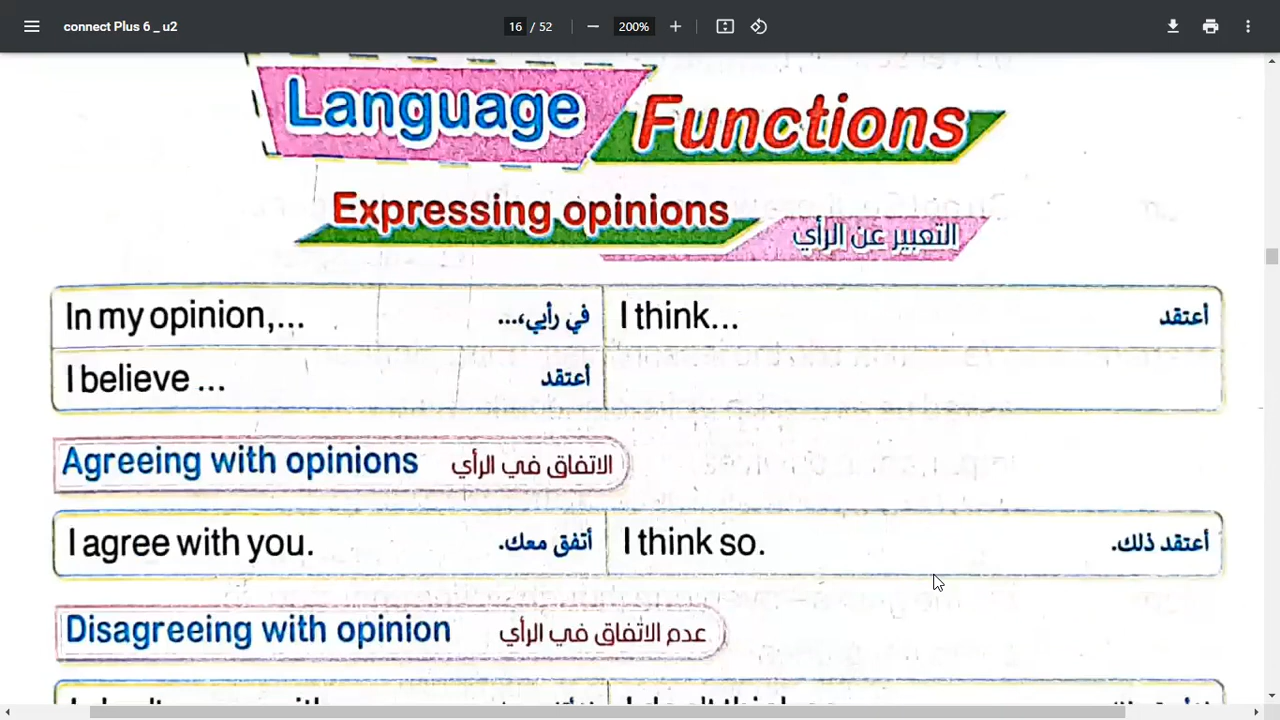 connect Plus 6 _ u2
16 / 52
200%
Language Functions
Expressing opinions
التعبير عن الرأي
In my opinion,... في رأيي،... I think... أعتقد
I believe ... أعتقد
Agreeing with opinions الاتفاق في الرأي
I agree with you. أتفق معك. I think so. أعتقد ذلك.
Disagreeing with opinion عدم الاتفاق في الرأي